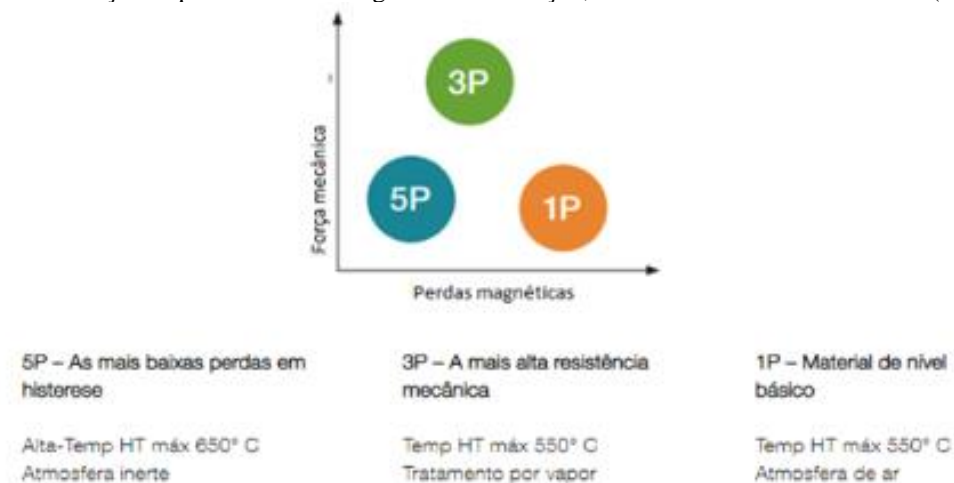 3P
5P
1P
Força mecânica
Perdas magnéticas
5P – As mais baixas perdas em
histerese
Alta-Temp HT máx 650° C
Atmosfera inerte
3P – A mais alta resistência
mecânica
Temp HT máx 550° C
Tratamento por vapor
1P – Material de nível
básico
Temp HT máx 550° C
Atmosfera de ar